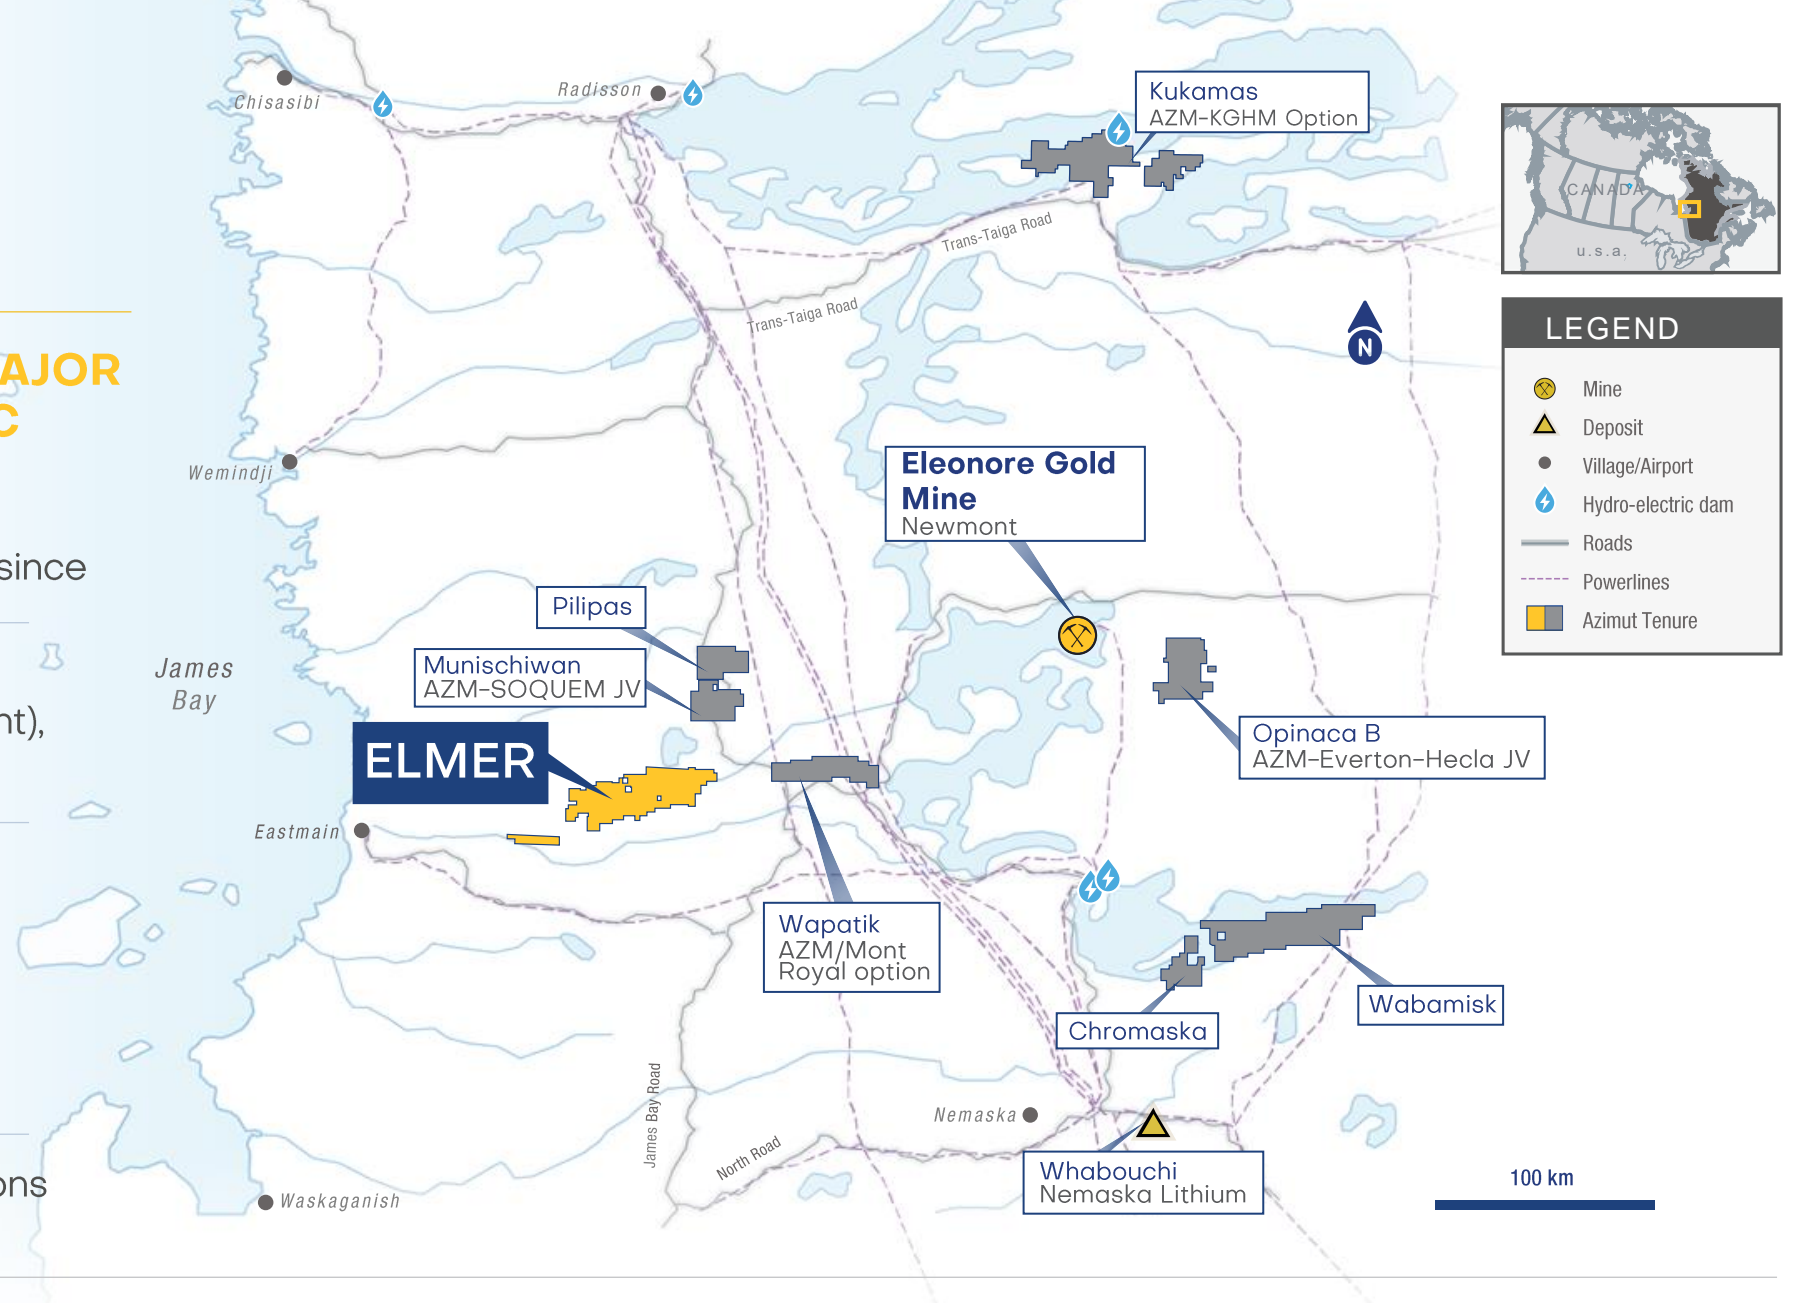 AJOR
C
since
nt),
ons
Chisasibi
Radisson
Kukamas
AZM-KGHM Option
Trans-Taiga Road
Trans-Taiga Road
Wemindji
Eleonore Gold
Mine
Newmont
Pilipas
Munischiwan
AZM-SOQUEM JV
James
Bay
ELMER
Eastmain
Opinaca B
AZM-Everton-Hecla JV
Wapatik
AZM/Mont
Royal option
Wabamisk
Chromaska
James Bay Road
North Road
Nemaska
Whabouchi
Nemaska Lithium
Waskaganish
N
CANADA
u.s.a.
LEGEND
Mine
Deposit
Village/Airport
Hydro-electric dam
Roads
Powerlines
Azimut Tenure
100 km